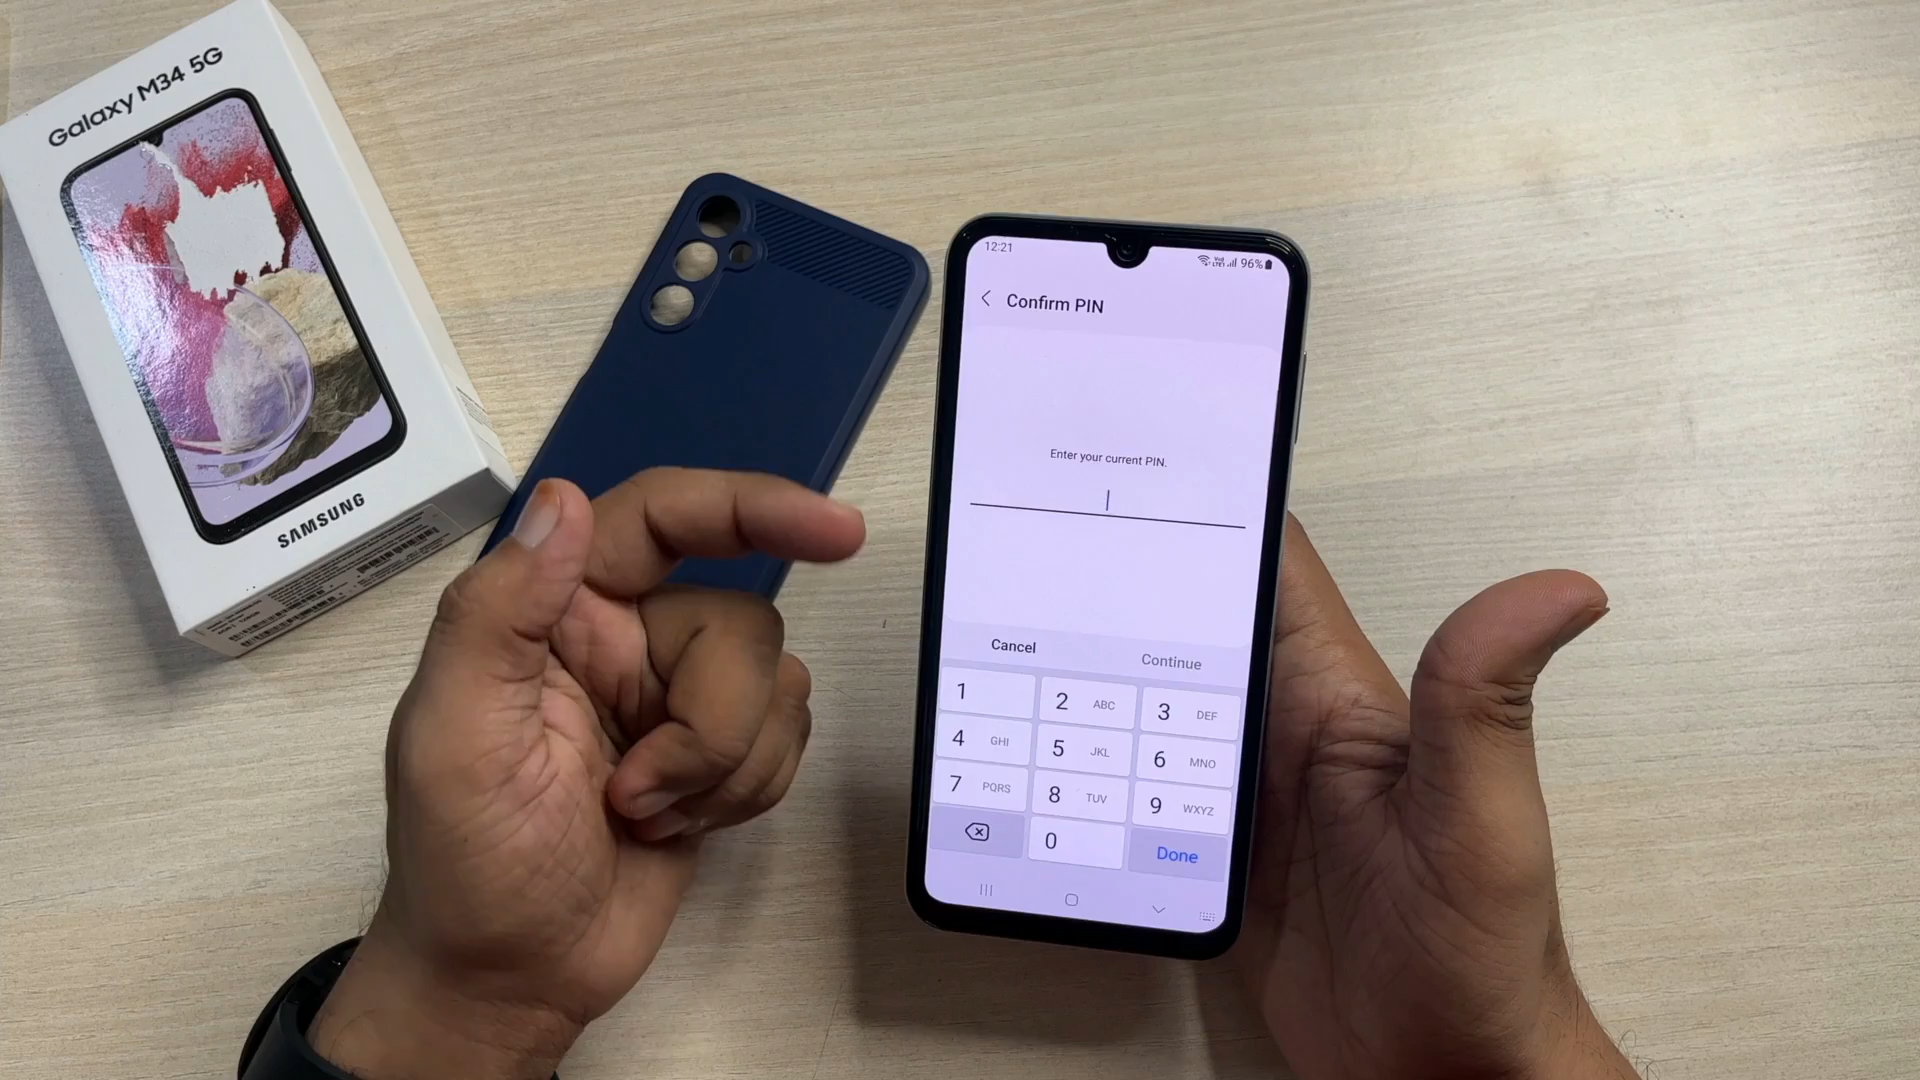 Galaxy M34 5G
SAMSUNG
12:21
96%
Confirm PIN
Enter your current PIN.
Cancel
Continue
1
2 ABC
3 DEF
4 GHI
5 JKL
6 MNO
7 PQRS
8 TUV
9 WXYZ
0
Done